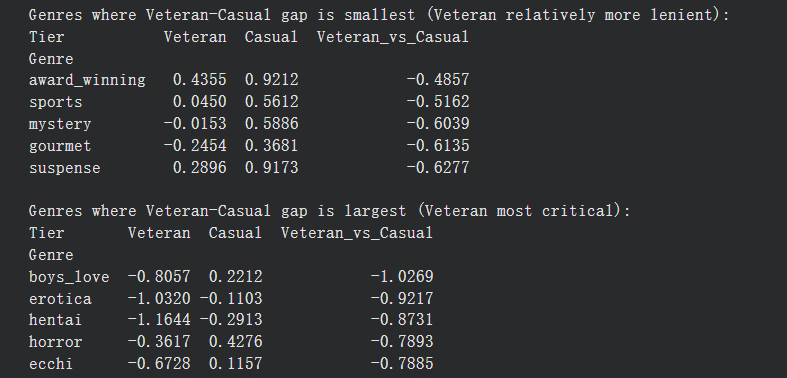 Genres where Veteran-Casual gap is smallest (Veteran relatively more lenient):
Tier Veteran Casual Veteran_vs_Casual
Genre
award_winning 0.4355 0.9212 -0.4857
sports 0.0450 0.5612 -0.5162
mystery -0.0153 0.5886 -0.6039
gourmet -0.2454 0.3681 -0.6135
suspense 0.2896 0.9173 -0.6277
Genres where Veteran-Casual gap is largest (Veteran most critical):
Tier Veteran Casual Veteran_vs_Casual
Genre
boys_love -0.8057 0.2212 -1.0269
erotica -1.0320 -0.1103 -0.9217
hentai -1.1644 -0.2913 -0.8731
horror -0.3617 0.4276 -0.7893
ecchi -0.6728 0.1157 -0.7885